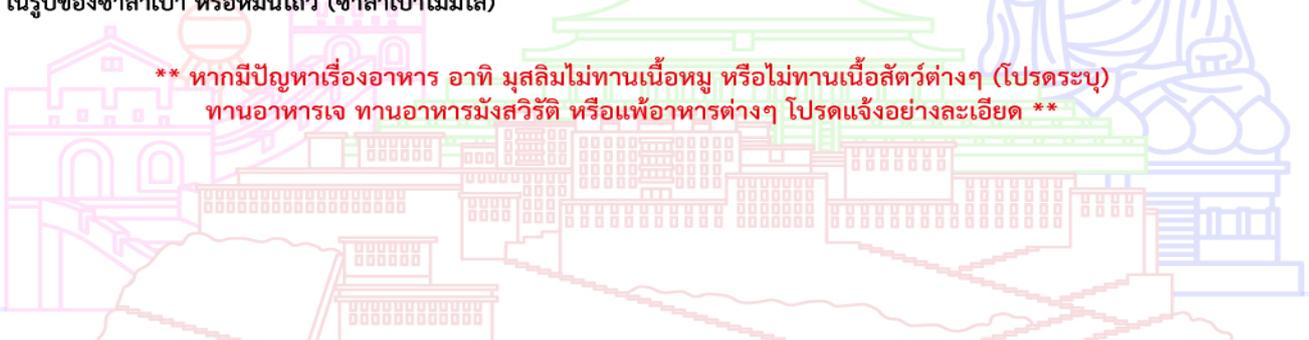 ในรูปของซาลาเปา หรือหมั่นโถว (ซาลาเปาไม่มีไส้)
** หากมีปัญหาเรื่องอาหาร อาทิ มุสลิมไม่ทานเนื้อหมู หรือไม่ทานเนื้อสัตว์ต่างๆ (โปรดระบุ)
ทานอาหารเจ ทานอาหารมังสวิรัติ หรือแพ้อาหารต่างๆ โปรดแจ้งอย่างละเอียด **